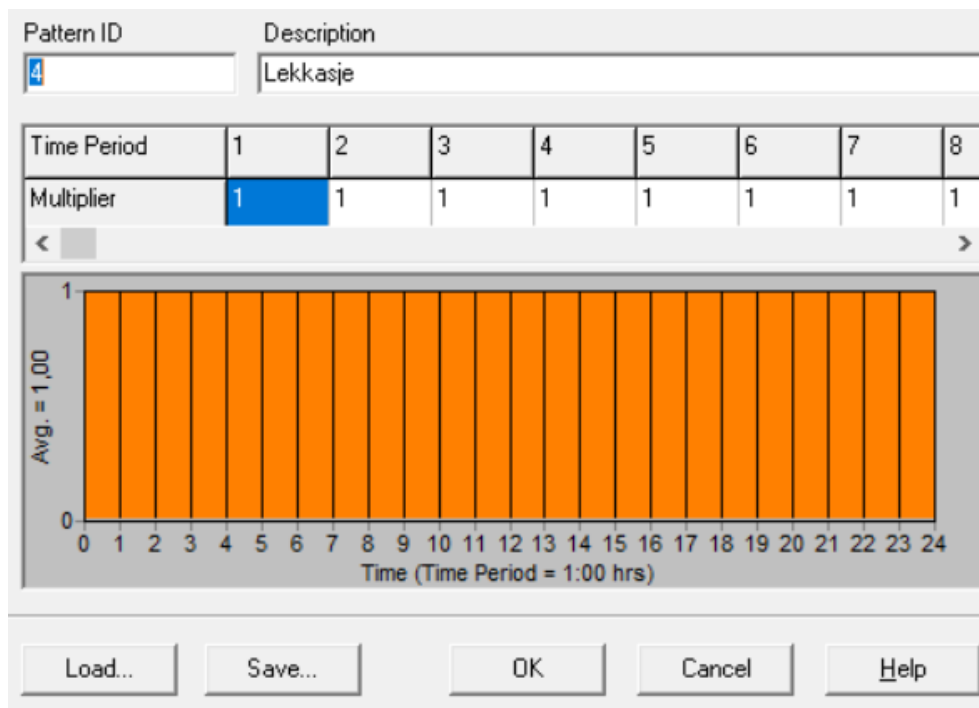 Pattern ID Description
4 Lekkasje
Time Period 1 2 3 4 5 6 7 8
Multiplier 1 1 1 1 1 1 1 1
1
Avg. = 1,00
0
0 1 2 3 4 5 6 7 8 9 10 11 12 13 14 15 16 17 18 19 20 21 22 23 24
Time (Time Period = 1:00 hrs)
Load... Save... OK Cancel Help